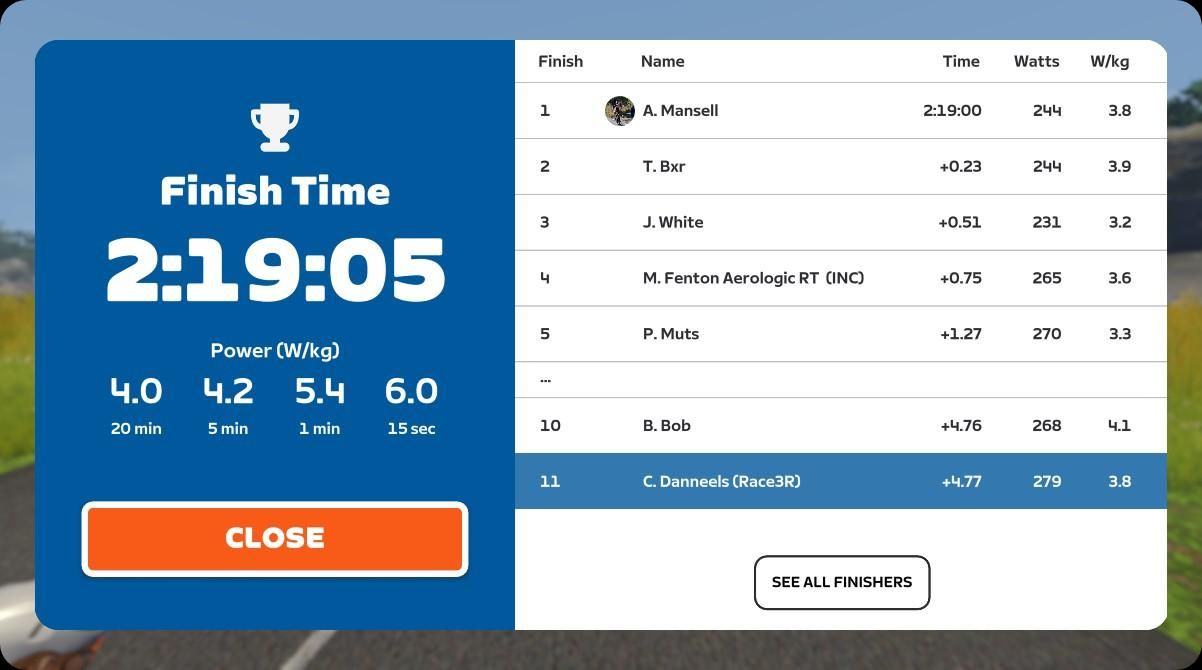 Finish Time
2:19:05
Power (W/kg)
4.0 4.2 5.4 6.0
20 min 5 min 1 min 15 sec
CLOSE
Finish Name Time Watts W/kg
1 A. Mansell 2:19:00 244 3.8
2 T. Bxr +0.23 244 3.9
3 J. White +0.51 231 3.2
4 M. Fenton Aerologic RT (INC) +0.75 265 3.6
5 P. Muts +1.27 270 3.3
...
10 B. Bob +4.76 268 4.1
11 C. Danneels (Race3R) +4.77 279 3.8
SEE ALL FINISHERS